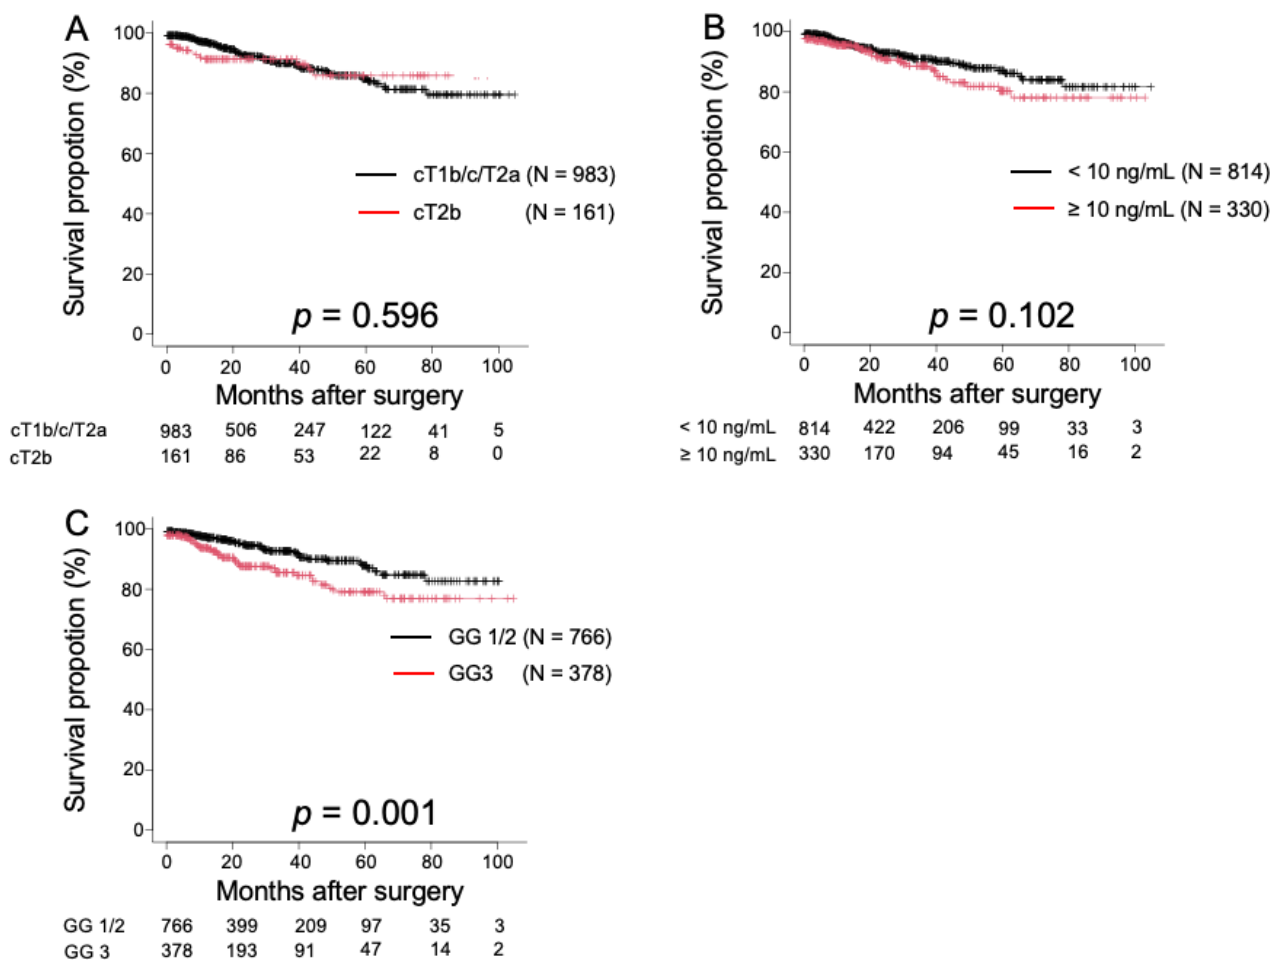 A
Survival propotion (%)
100
80
60
40
20
0
cT1b/c/T2a (N = 983)
cT2b (N = 161)
p = 0.596
0 20 40 60 80 100
Months after surgery
cT1b/c/T2a 983 506 247 122 41 5
cT2b 161 86 53 22 8 0
B
Survival propotion (%)
100
80
60
40
20
0
< 10 ng/mL (N = 814)
≥ 10 ng/mL (N = 330)
p = 0.102
0 20 40 60 80 100
Months after surgery
< 10 ng/mL 814 422 206 99 33 3
≥ 10 ng/mL 330 170 94 45 16 2
C
Survival propotion (%)
100
80
60
40
20
0
GG 1/2 (N = 766)
GG3 (N = 378)
p = 0.001
0 20 40 60 80 100
Months after surgery
GG 1/2 766 399 209 97 35 3
GG 3 378 193 91 47 14 2